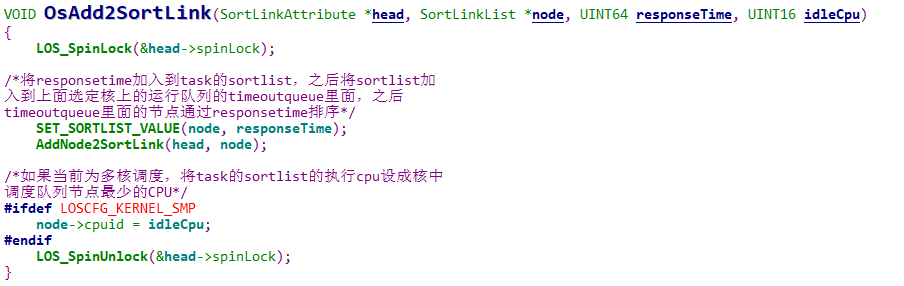 VOID OsAdd2SortLink(SortLinkAttribute *head, SortLinkList *node, UINT64 responseTime, UINT16 idleCpu)
{
    LOS_SpinLock(&head->spinLock);

/*将responsetime加入到task的sortlist，之后将sortlist加
入到上面选定核上的运行队列的timeoutqueue里面，之后
timeoutqueue里面的节点通过responsetime排序*/
    SET_SORTLIST_VALUE(node, responseTime);
    AddNode2SortLink(head, node);

/*如果当前为多核调度，将task的sortlist的执行cpu设成核中
调度队列节点最少的CPU*/
#ifdef LOSCFG_KERNEL_SMP
    node->cpuid = idleCpu;
#endif
    LOS_SpinUnlock(&head->spinLock);
}